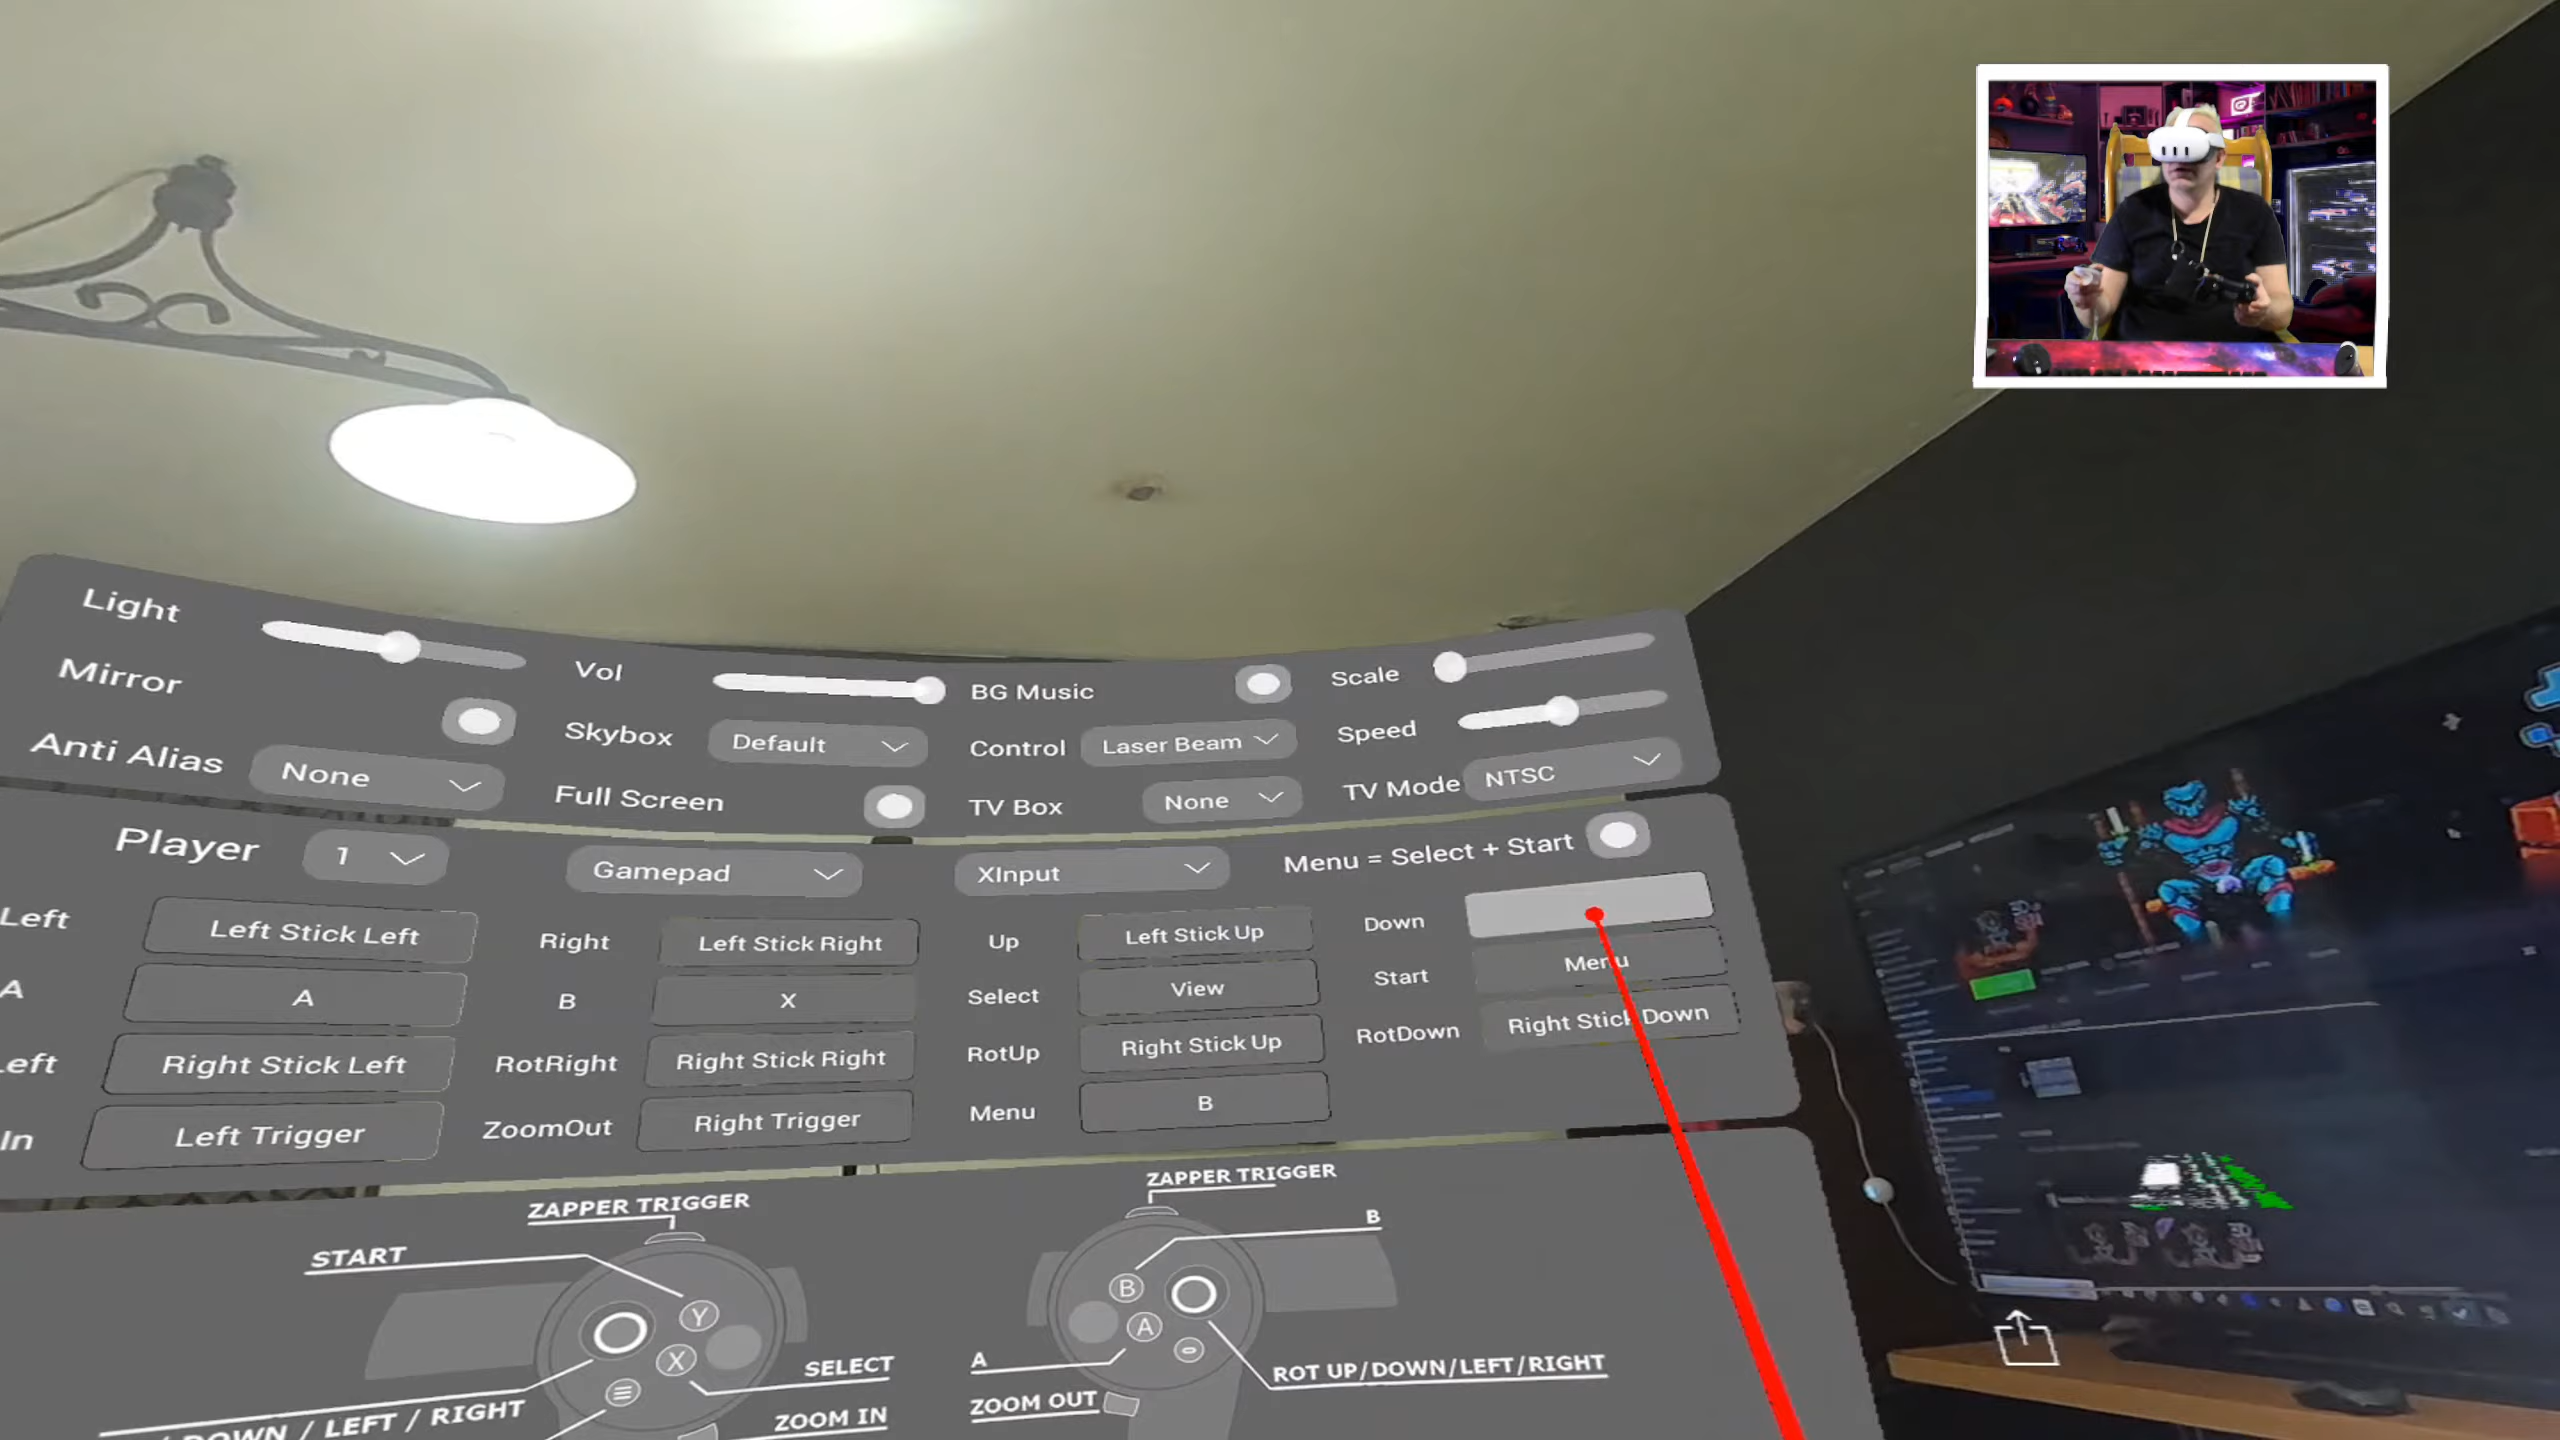 Light
Vol
BG Music
Scale
Mirror
Skybox Default
Control Laser Beam
Speed
Anti Alias None
Full Screen
TV Box None
TV Mode NTSC
Player 1
Gamepad
XInput
Menu = Select + Start
Left Left Stick Left
Right Left Stick Right
Up Left Stick Up
Down
A A
B X
Select View
Start Menu
Left Right Stick Left
RotRight Right Stick Right
RotUp Right Stick Up
RotDown Right Stick Down
In Left Trigger
ZoomOut Right Trigger
Menu B
ZAPPER TRIGGER
ZAPPER TRIGGER
START
B
Y
X
B
A
SELECT
A
ROT UP/DOWN/LEFT/RIGHT
/ DOWN / LEFT / RIGHT
ZOOM IN
ZOOM OUT